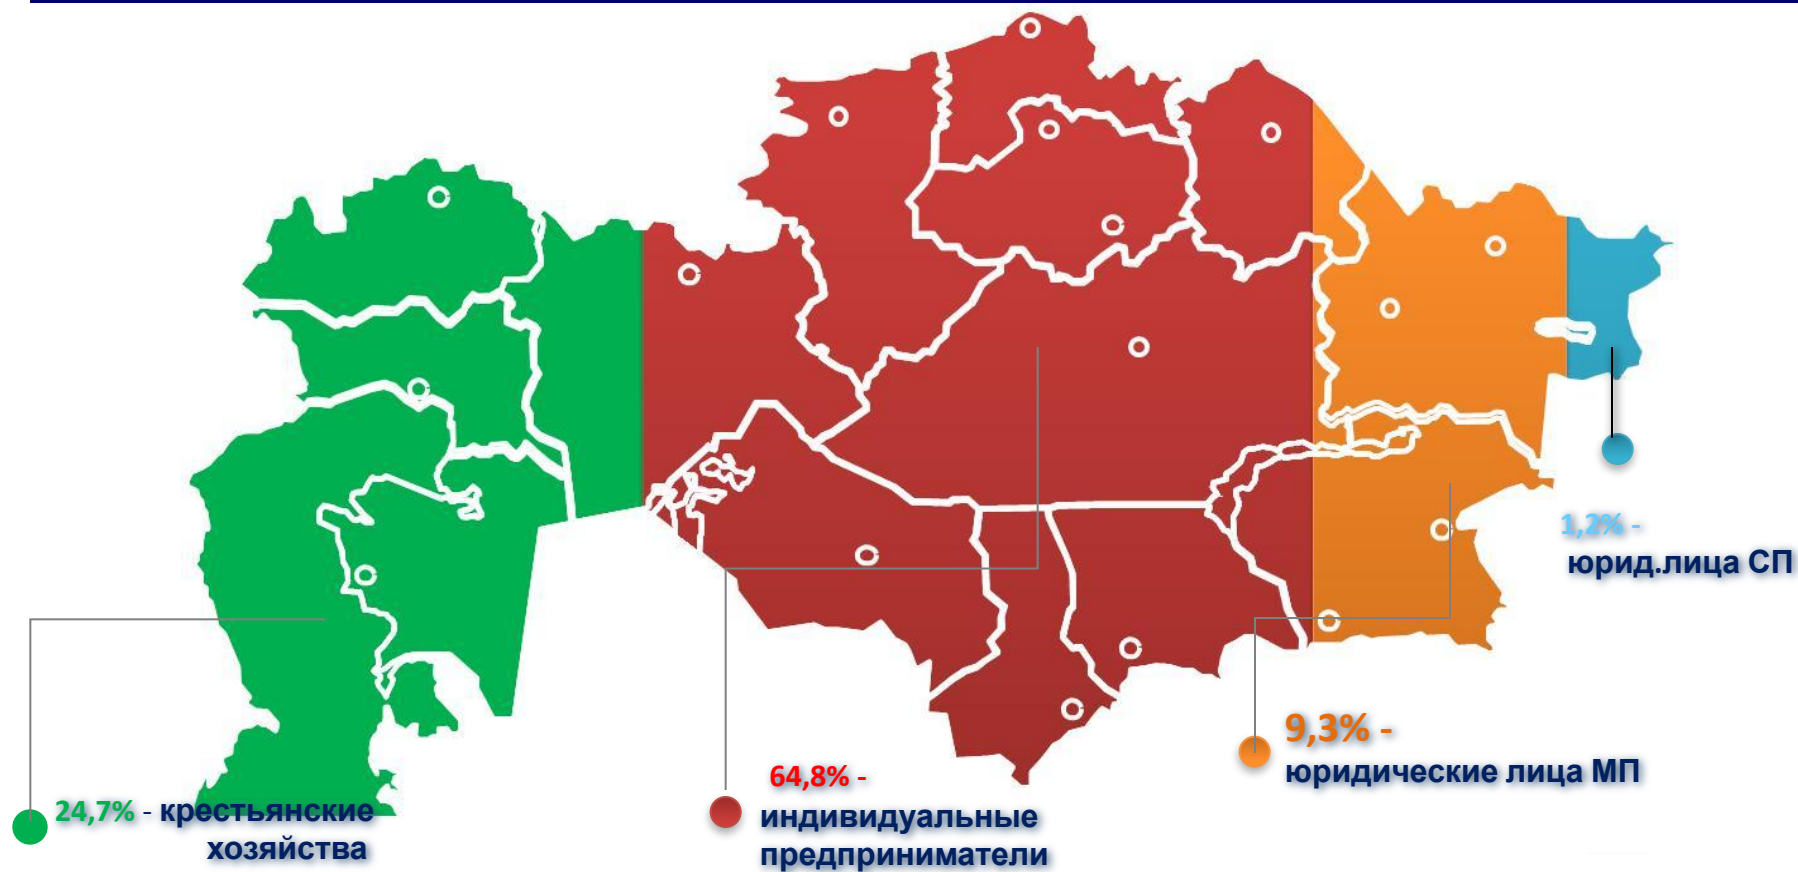 1,2% -
юрид.лица СП
9,3% -
юридические лица МП
64,8% -
индивидуальные
предприниматели
24,7% - крестьянские
хозяйства